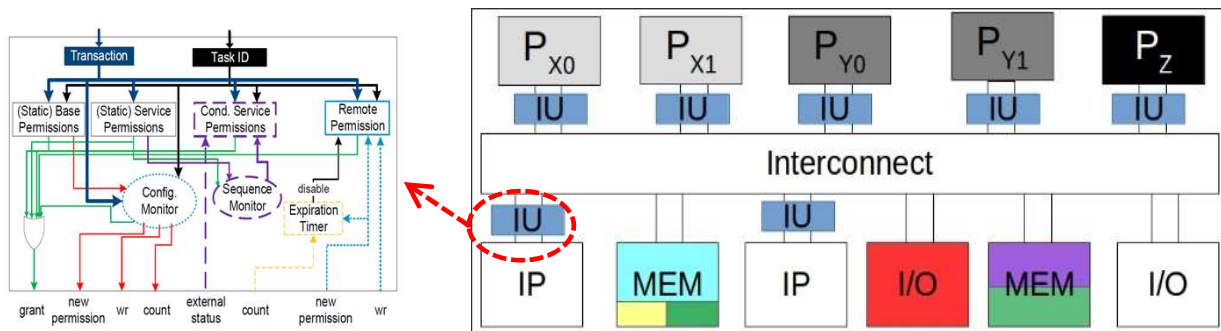 Transaction
Task ID
(Static) Base
Permissions
(Static) Service
Permissions
Cond. Service
Permissions
Remote
Permission
Config.
Monitor
Sequence
Monitor
disable
Expiration
Timer
grant
new
permission
wr
count
external
status
count
new
permission
wr
P X0
P X1
P Y0
P Y1
P Z
IU
IU
IU
IU
IU
Interconnect
IU
IU
IP
MEM
IP
I/O
MEM
I/O